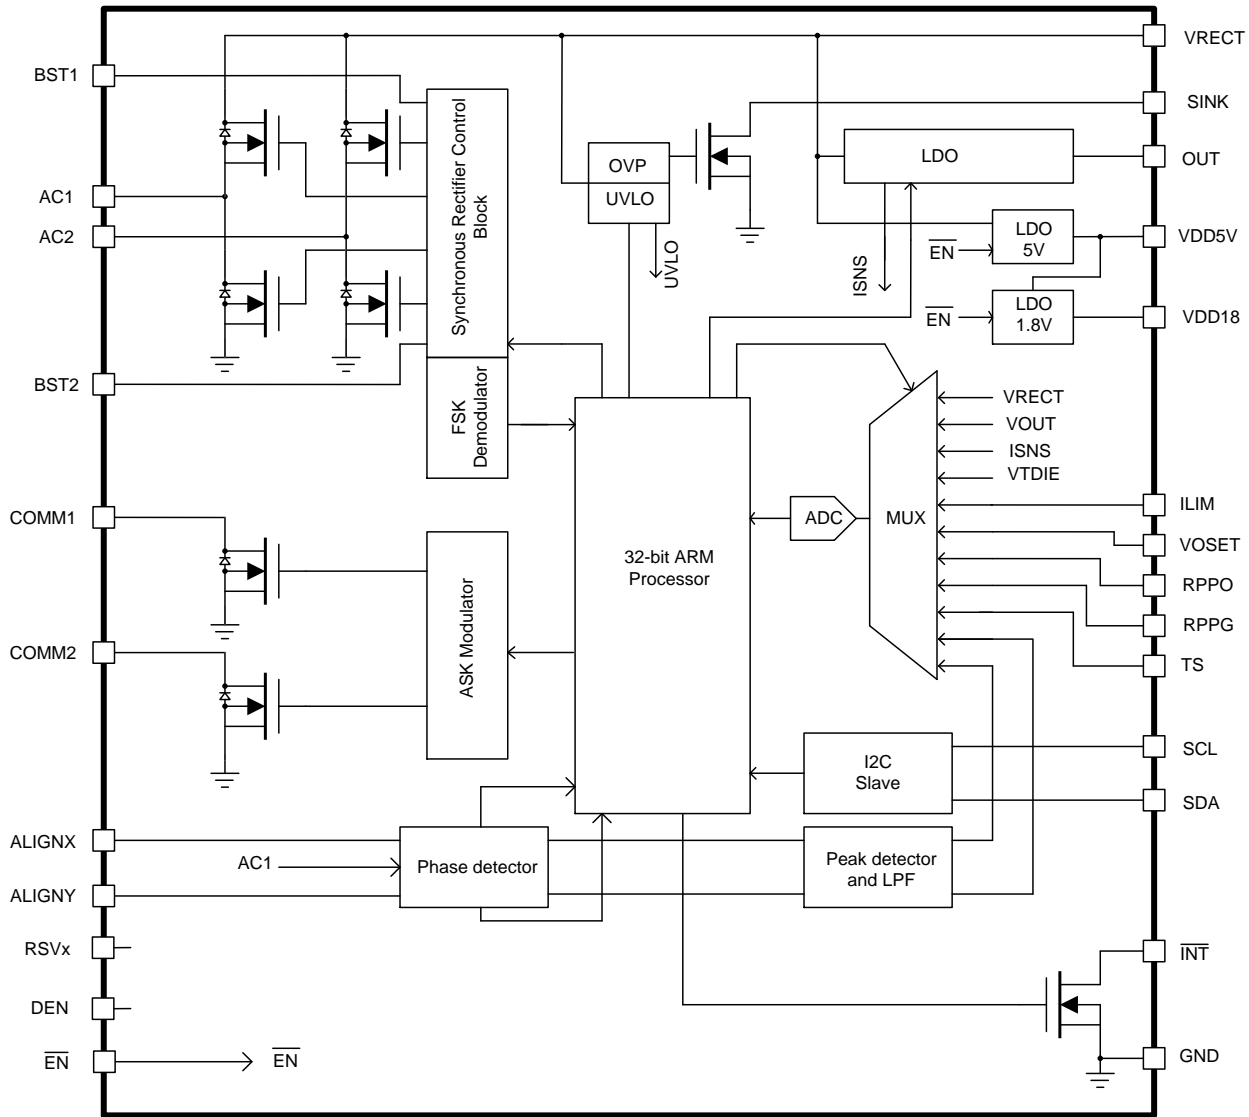 VRECT
BST1
SINK
OVP
LDO
OUT
UVLO
AC1
AC2
Synchronous Rectifier Control
Block
UVLO
ISNS
EN
LDO
5V
VDD5V
EN
LDO
1.8V
VDD18
BST2
FSK
Demodulator
VRECT
VOUT
ISNS
VTDIE
COMM1
ILIM
ADC
MUX
VOSET
32-bit ARM
Processor
RPPO
RPPG
COMM2
ASK Modulator
TS
SCL
I2C
Slave
SDA
ALIGNX
AC1
Phase detector
Peak detector
and LPF
ALIGNY
RSVx
INT
DEN
EN
EN
GND